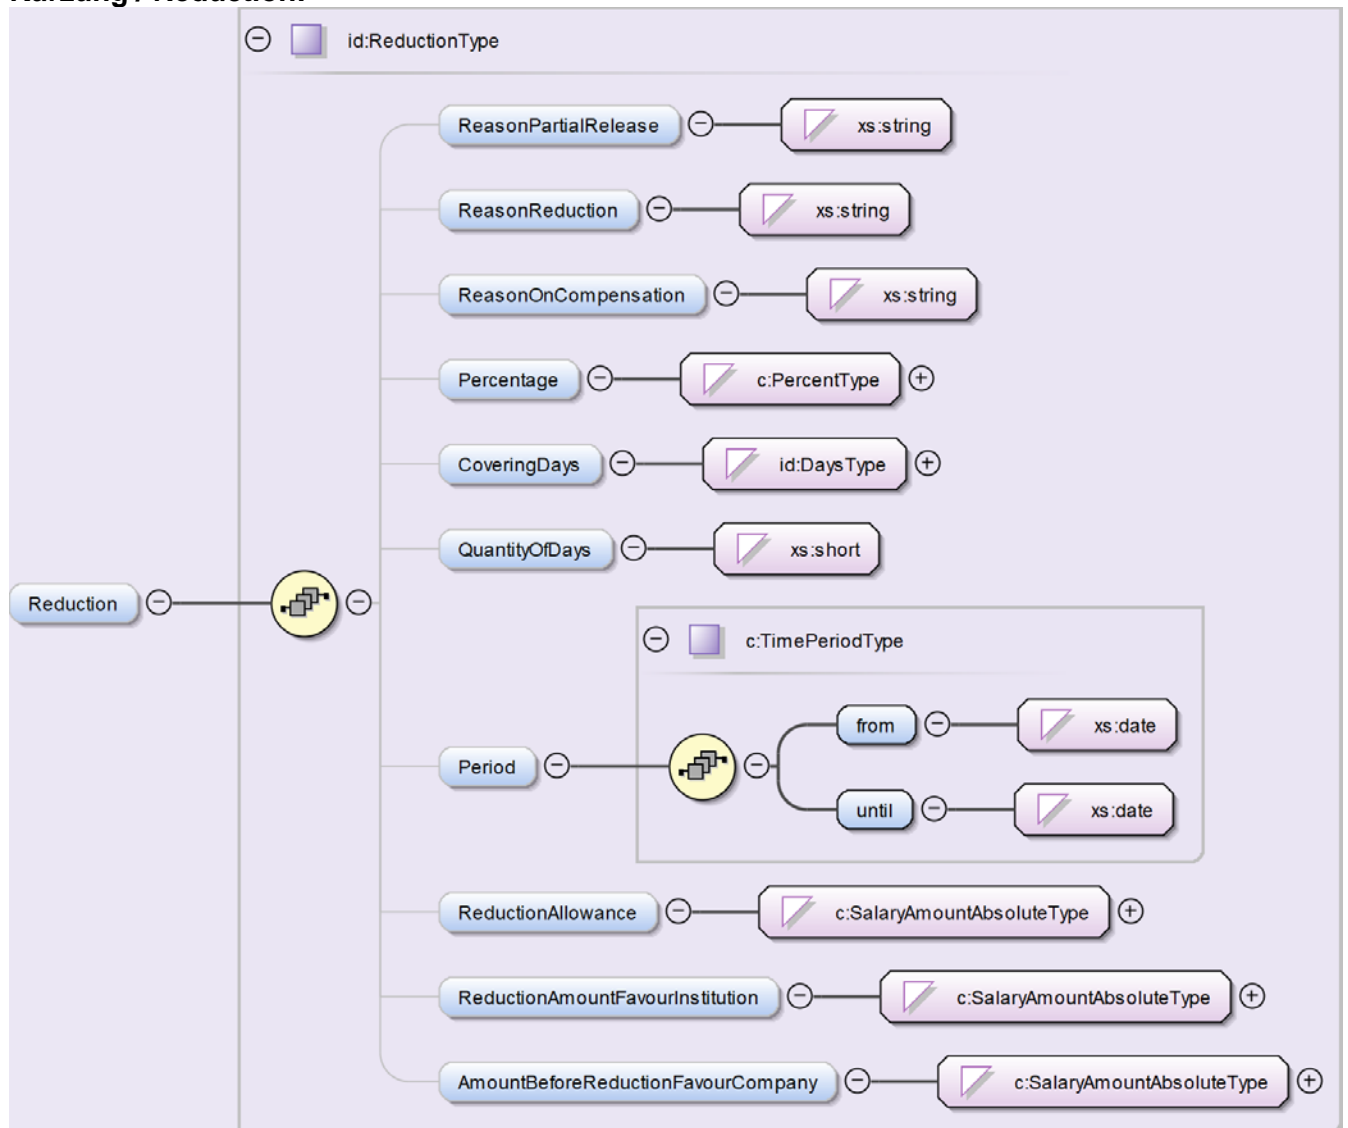 id:ReductionType
ReasonPartialRelease xs:string
ReasonReduction xs:string
ReasonOnCompensation xs:string
Percentage c:PercentType
CoveringDays id:DaysType
QuantityOfDays xs:short
Reduction
c:TimePeriodType
from xs:date
Period
until xs:date
ReductionAllowance c:SalaryAmountAbsoluteType
ReductionAmountFavourInstitution c:SalaryAmountAbsoluteType
AmountBeforeReductionFavourCompany c:SalaryAmountAbsoluteType